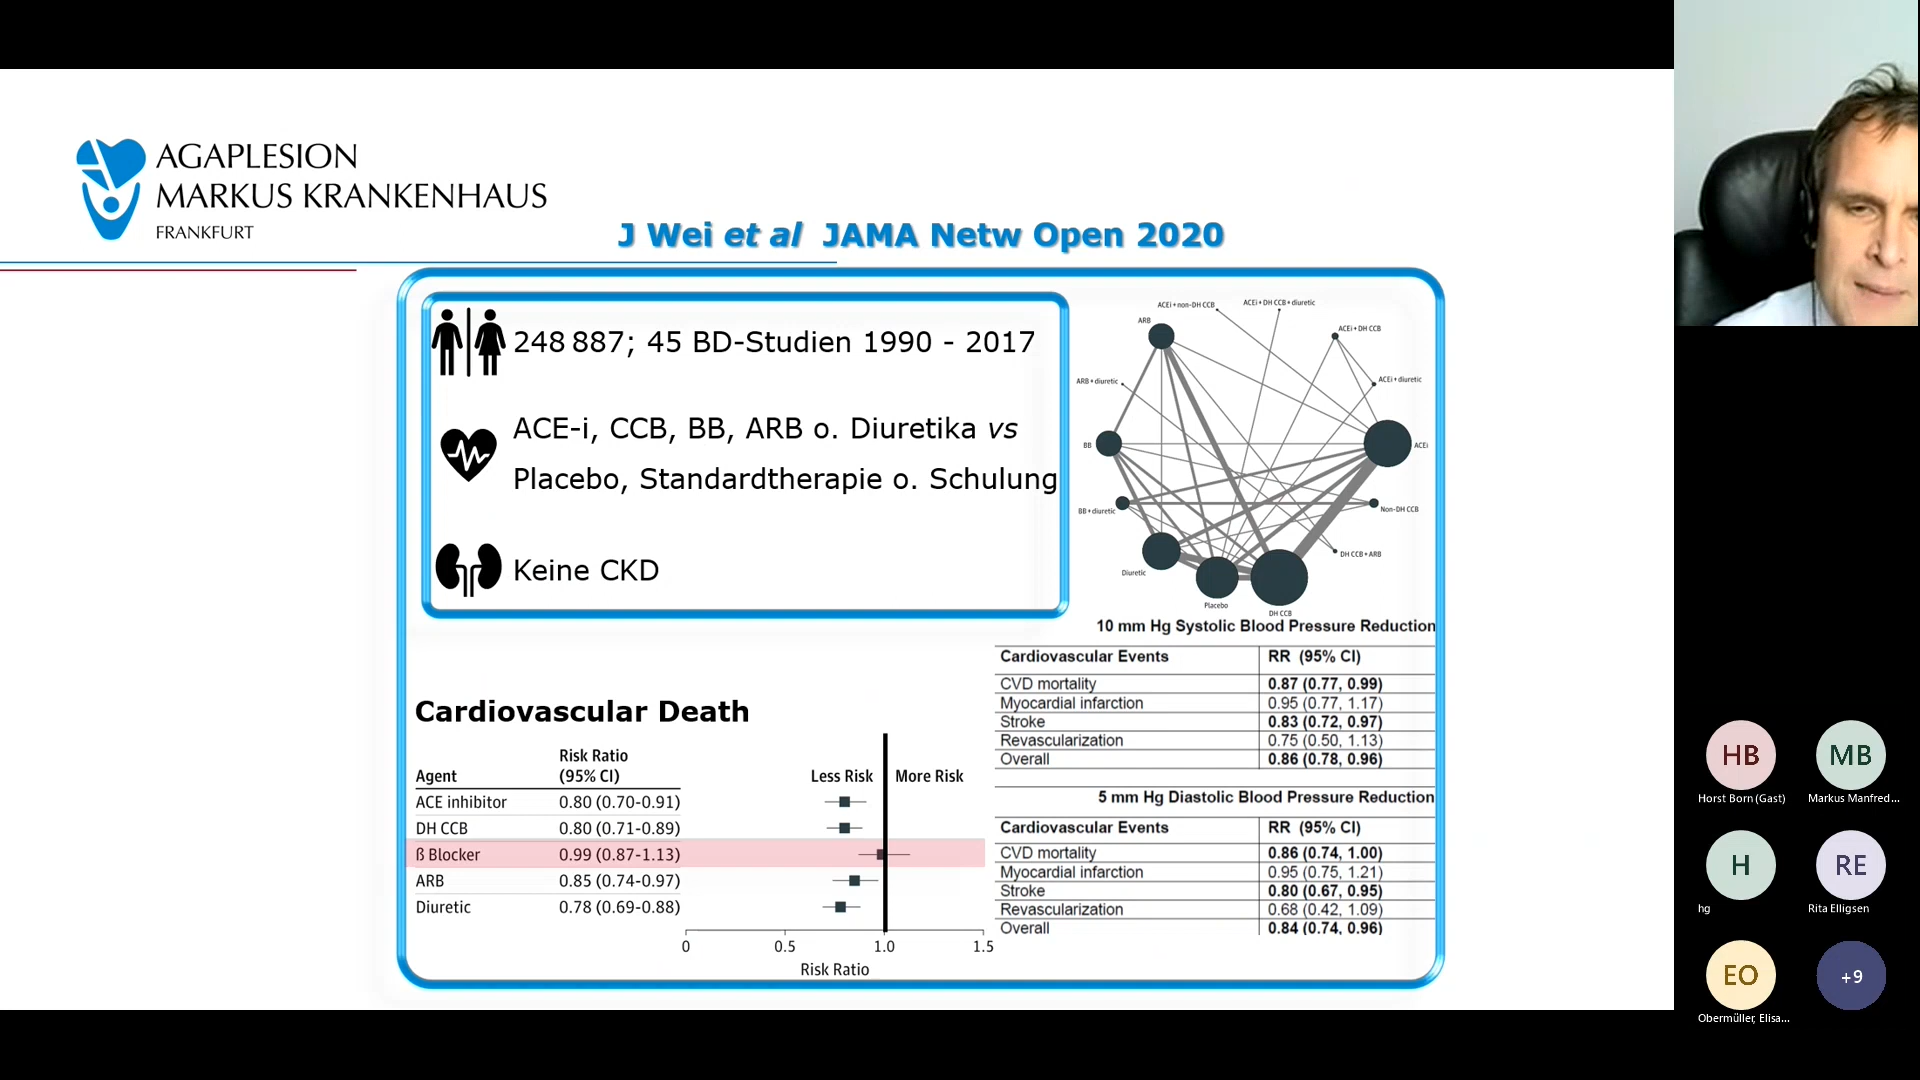 AGAPLESION
MARKUS KRANKENHAUS
FRANKFURT
J Wei et al JAMA Netw Open 2020
248 887; 45 BD-Studien 1990 - 2017
ACE-i, CCB, BB, ARB o. Diuretika vs
Placebo, Standardtherapie o. Schulung
Keine CKD
ACEi + non-DH CCB
ACEi + DH CCB + diuretic
ARB
ACEi + DH CCB
ARB + diuretic
ACEi + diuretic
BB
ACEi
BB + diuretic
Non-DH CCB
Diuretic
DH CCB + ARB
Placebo
DH CCB
10 mm Hg Systolic Blood Pressure Reduction
Cardiovascular Events RR (95% CI)
CVD mortality 0.87 (0.77, 0.99)
Myocardial infarction 0.95 (0.77, 1.17)
Stroke 0.83 (0.72, 0.97)
Revascularization 0.75 (0.50, 1.13)
Overall 0.86 (0.78, 0.96)
5 mm Hg Diastolic Blood Pressure Reduction
Cardiovascular Events RR (95% CI)
CVD mortality 0.86 (0.74, 1.00)
Myocardial infarction 0.95 (0.75, 1.21)
Stroke 0.80 (0.67, 0.95)
Revascularization 0.68 (0.42, 1.09)
Overall 0.84 (0.74, 0.96)
Cardiovascular Death
Risk Ratio
Agent (95% CI) Less Risk More Risk
ACE inhibitor 0.80 (0.70-0.91)
DH CCB 0.80 (0.71-0.89)
ß Blocker 0.99 (0.87-1.13)
ARB 0.85 (0.74-0.97)
Diuretic 0.78 (0.69-0.88)
0 0.5 1.0 1.5
Risk Ratio
HB MB
Horst Born (Gast) Markus Manfred...
H RE
hg Rita Elligsen
EO +9
Obermüller, Elisa...